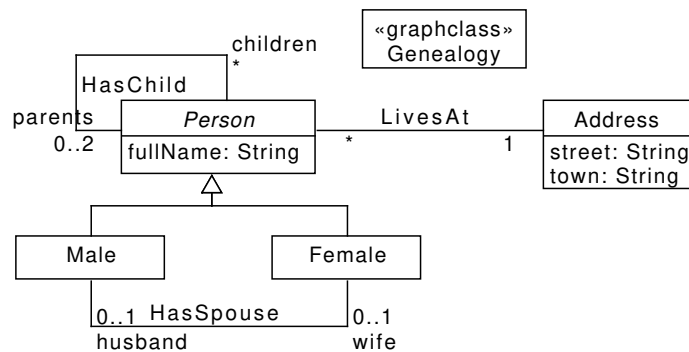 children
*
«graphclass»
Genealogy
HasChild
parents
0..2
Person
fullName: String
LivesAt
*
1
Address
street: String
town: String
Male
Female
0..1
HasSpouse
0..1
husband
wife